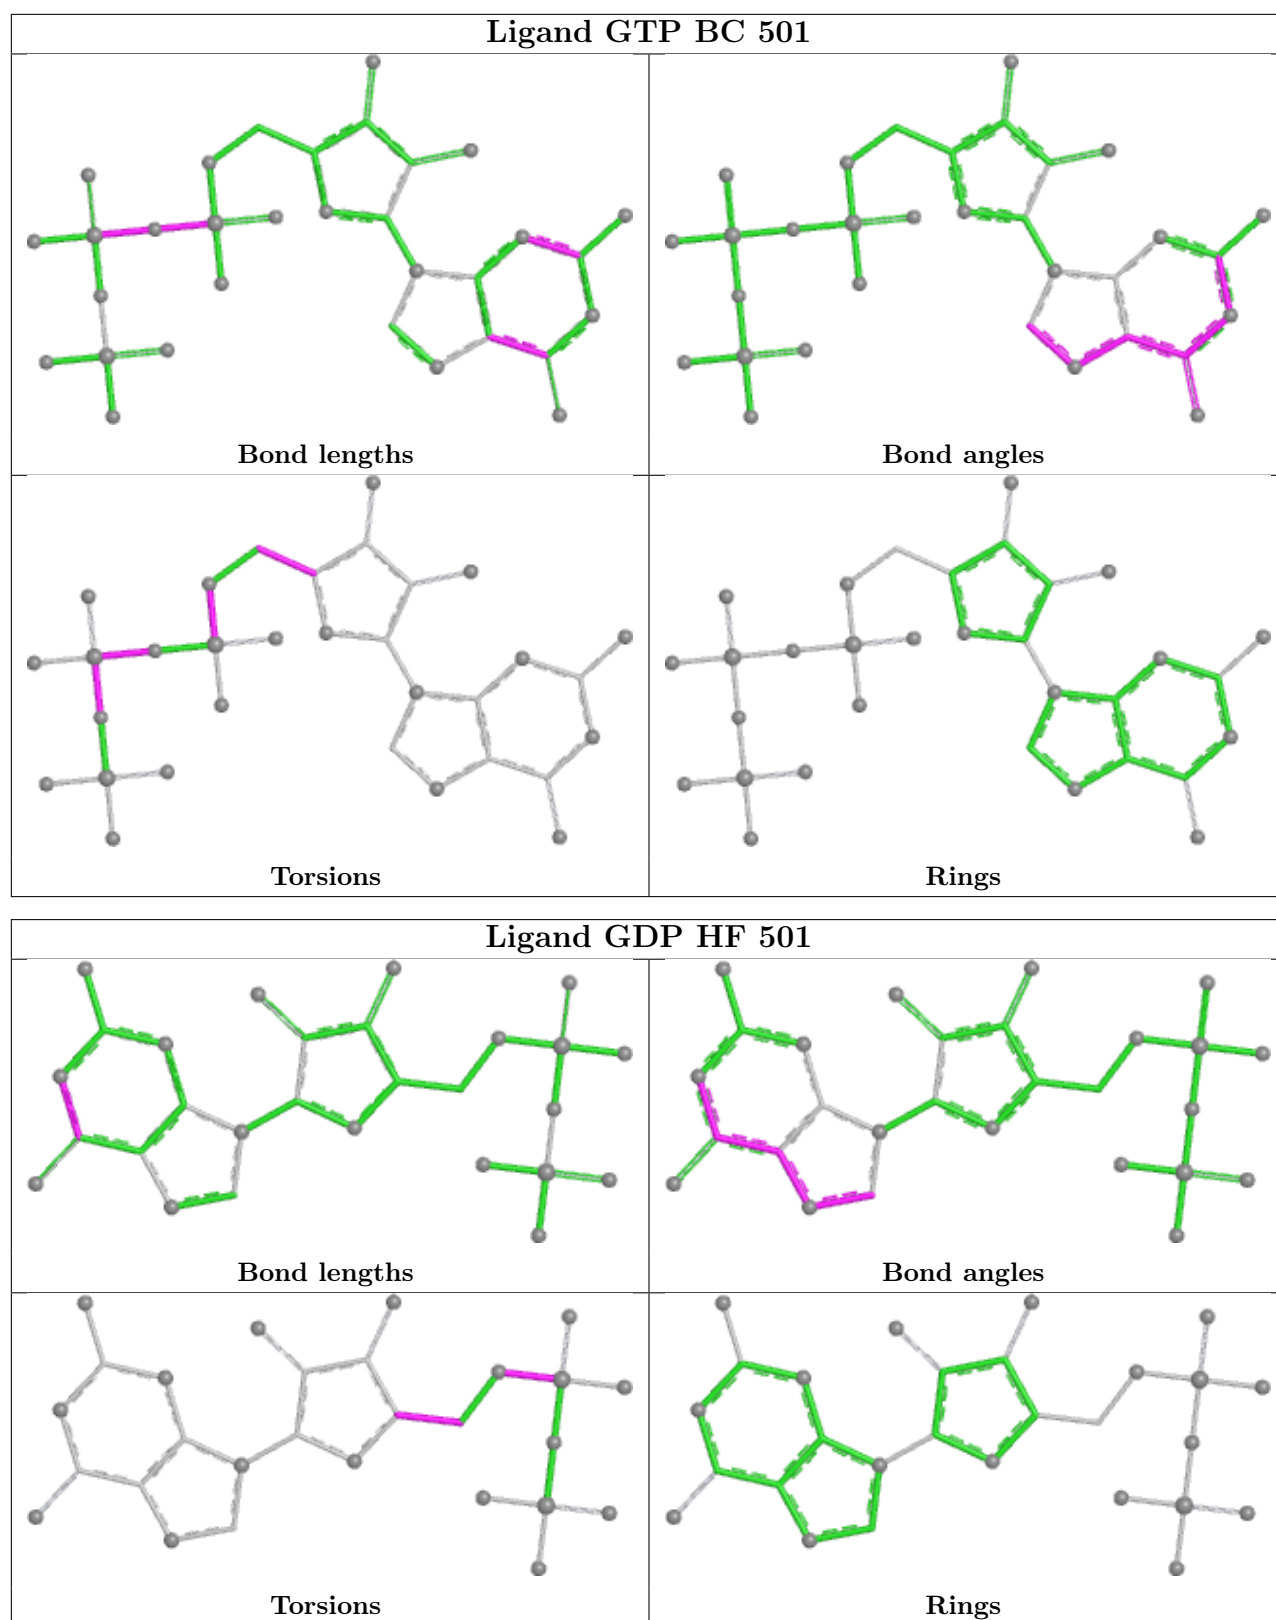 Ligand GTP BC 501
Bond lengths
Bond angles
Torsions
Rings
Ligand GDP HF 501
Bond lengths
Bond angles
Torsions
Rings